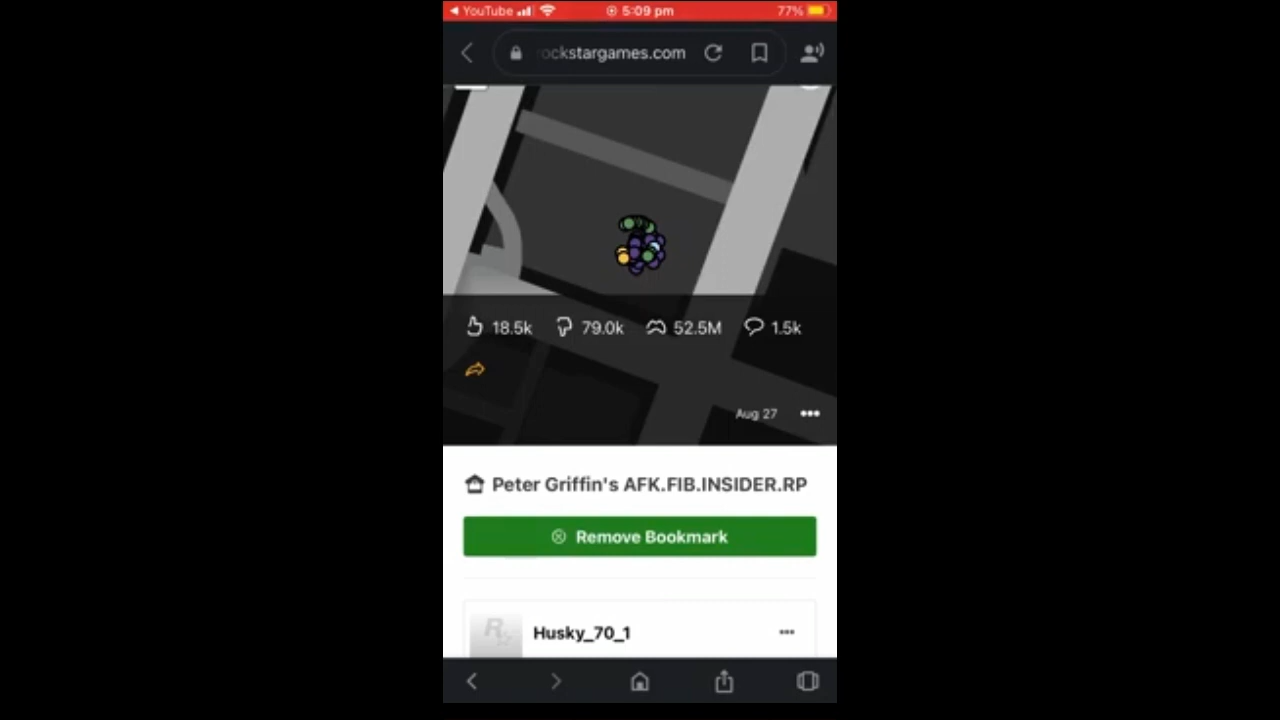 YouTube 5:09 pm 77%
ockstargames.com
18.5k 79.0k 52.5M 1.5k
Aug 27
Peter Griffin's AFK.FIB.INSIDER.RP
Remove Bookmark
R
Husky_70_1